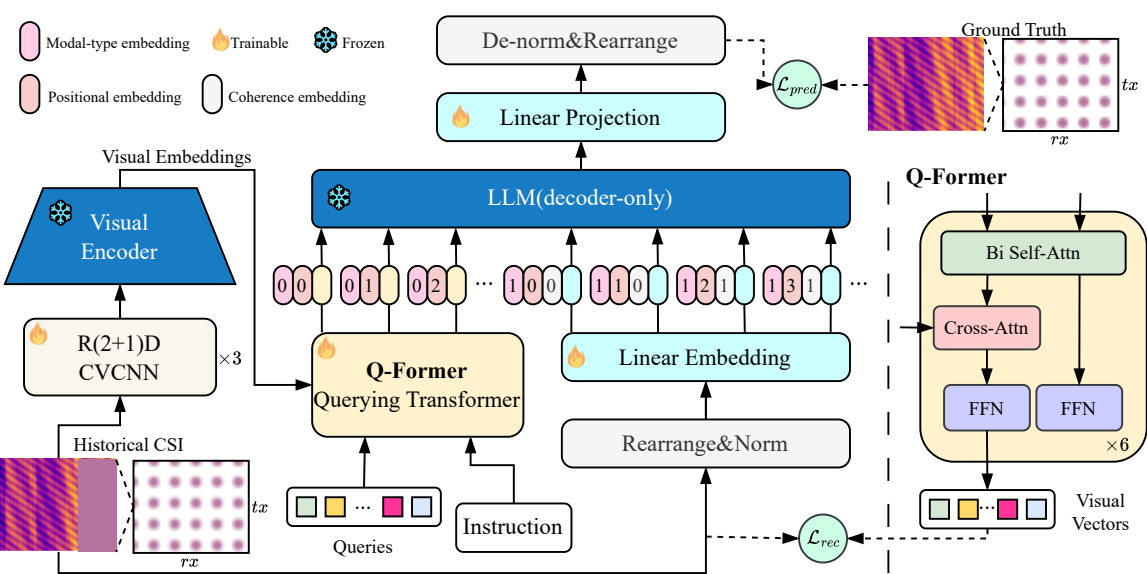 Modal-type embedding
Trainable
Frozen
Positional embedding
Coherence embedding
De-norm&Rearrange
Linear Projection
ℒpred
Ground Truth
tx
rx
Visual Embeddings
Visual
Encoder
R(2+1)D
CVCNN
×3
Historical CSI
tx
rx
LLM(decoder-only)
0 0
0 1
0 2
...
1 0 0
1 1 0
1 2 1
1 3 1
...
Q-Former
Querying Transformer
Linear Embedding
Rearrange&Norm
...
Queries
Instruction
ℒrec
Q-Former
Bi Self-Attn
Cross-Attn
FFN
FFN
×6
...
Visual
Vectors